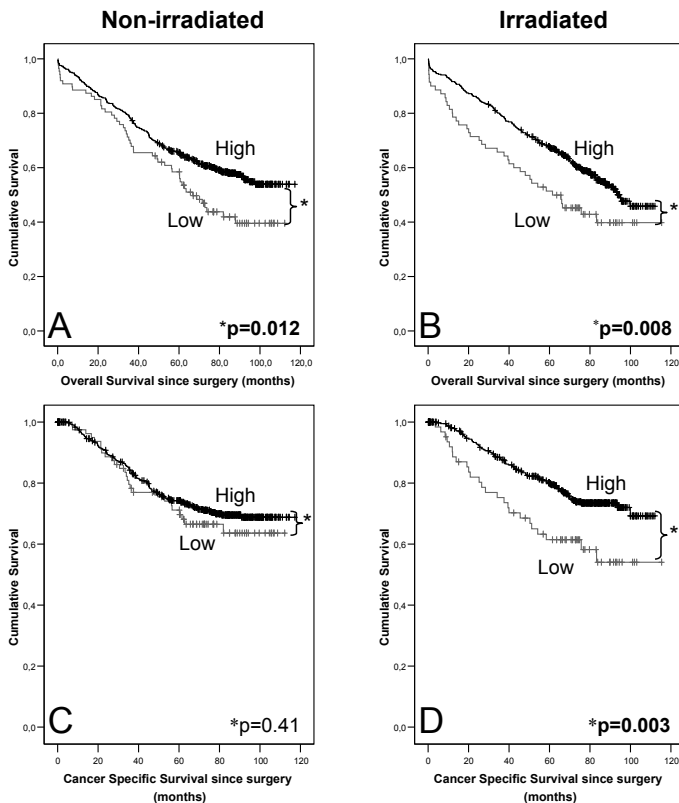 Non-irradiated
Irradiated
Cumulative Survival
1,0
0,8
0,6
0,4
0,2
0,0
High
Low
*
A
*p=0.012
0,0 20,0 40,0 60,0 80,0 100,0 120,0
Overall Survival since surgery (months)
Cumulative Survival
1,0
0,8
0,6
0,4
0,2
0,0
High
Low
*
B
*p=0.008
0 20 40 60 80 100 120
Overall Survival since surgery (months)
Cumulative Survival
1,0
0,8
0,6
0,4
0,2
0,0
High
Low
*
C
*p=0.41
0 20 40 60 80 100 120
Cancer Specific Survival since surgery
(months)
Cumulative Survival
1,0
0,8
0,6
0,4
0,2
0,0
High
Low
*
D
*p=0.003
0 20 40 60 80 100 120
Cancer Specific Survival since surgery
(months)